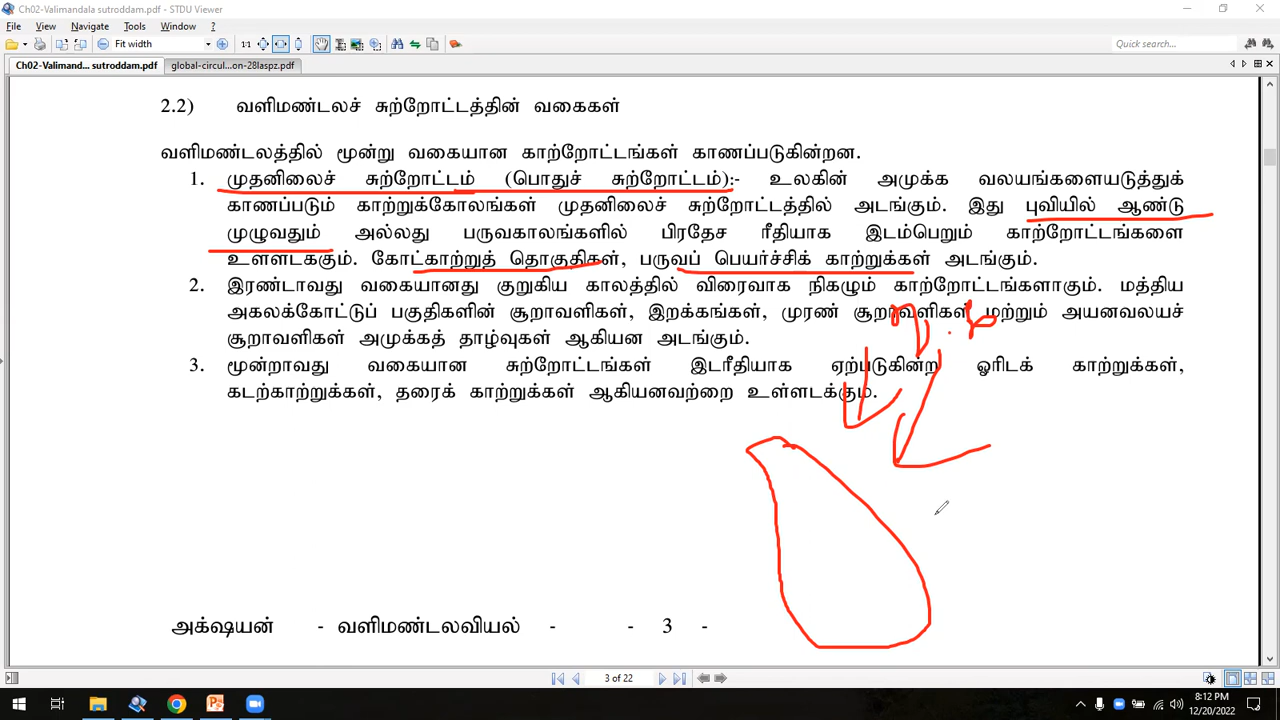 Ch02-Valimandala sutroddam.pdf - STDU Viewer
File View Navigate Tools Window ?
Fit width 1:1 Quick search...
Ch02-Valimand... sutroddam.pdf global-circul...on-28laspz.pdf
2.2) வளிமண்டலச் சுற்றோட்டத்தின் வகைகள்
வளிமண்டலத்தில் மூன்று வகையான காற்றோட்டங்கள் காணப்படுகின்றன.
1. முதனிலைச் சுற்றோட்டம் (பொதுச் சுற்றோட்டம்):- உலகின் அமுக்க வலயங்களையடுத்துக்
காணப்படும் காற்றுக்கோலங்கள் முதனிலைச் சுற்றோட்டத்தில் அடங்கும். இது புவியில் ஆண்டு
முழுவதும் அல்லது பருவகாலங்களில் பிரதேச ரீதியாக இடம்பெறும் காற்றோட்டங்களை
உள்ளடக்கும். கோட்காற்றுத் தொகுதிகள், பருவப் பெயர்ச்சிக் காற்றுக்கள் அடங்கும்.
2. இரண்டாவது வகையானது குறுகிய காலத்தில் விரைவாக நிகழும் காற்றோட்டங்களாகும். மத்திய
அகலக்கோட்டுப் பகுதிகளின் சூறாவளிகள், இறக்கங்கள், முரண் சூறாவளிகள் மற்றும் அயனவலயச்
சூறாவளிகள் அமுக்கத் தாழ்வுகள் ஆகியன அடங்கும்.
3. மூன்றாவது வகையான சுற்றோட்டங்கள் இடரீதியாக ஏற்படுகின்ற ஓரிடக் காற்றுக்கள்,
கடற்காற்றுக்கள், தரைக் காற்றுக்கள் ஆகியனவற்றை உள்ளடக்கும்.
அக்ஷயன் - வளிமண்டலவியல் - - 3 -
3 of 22
8:12 PM
12/20/2022